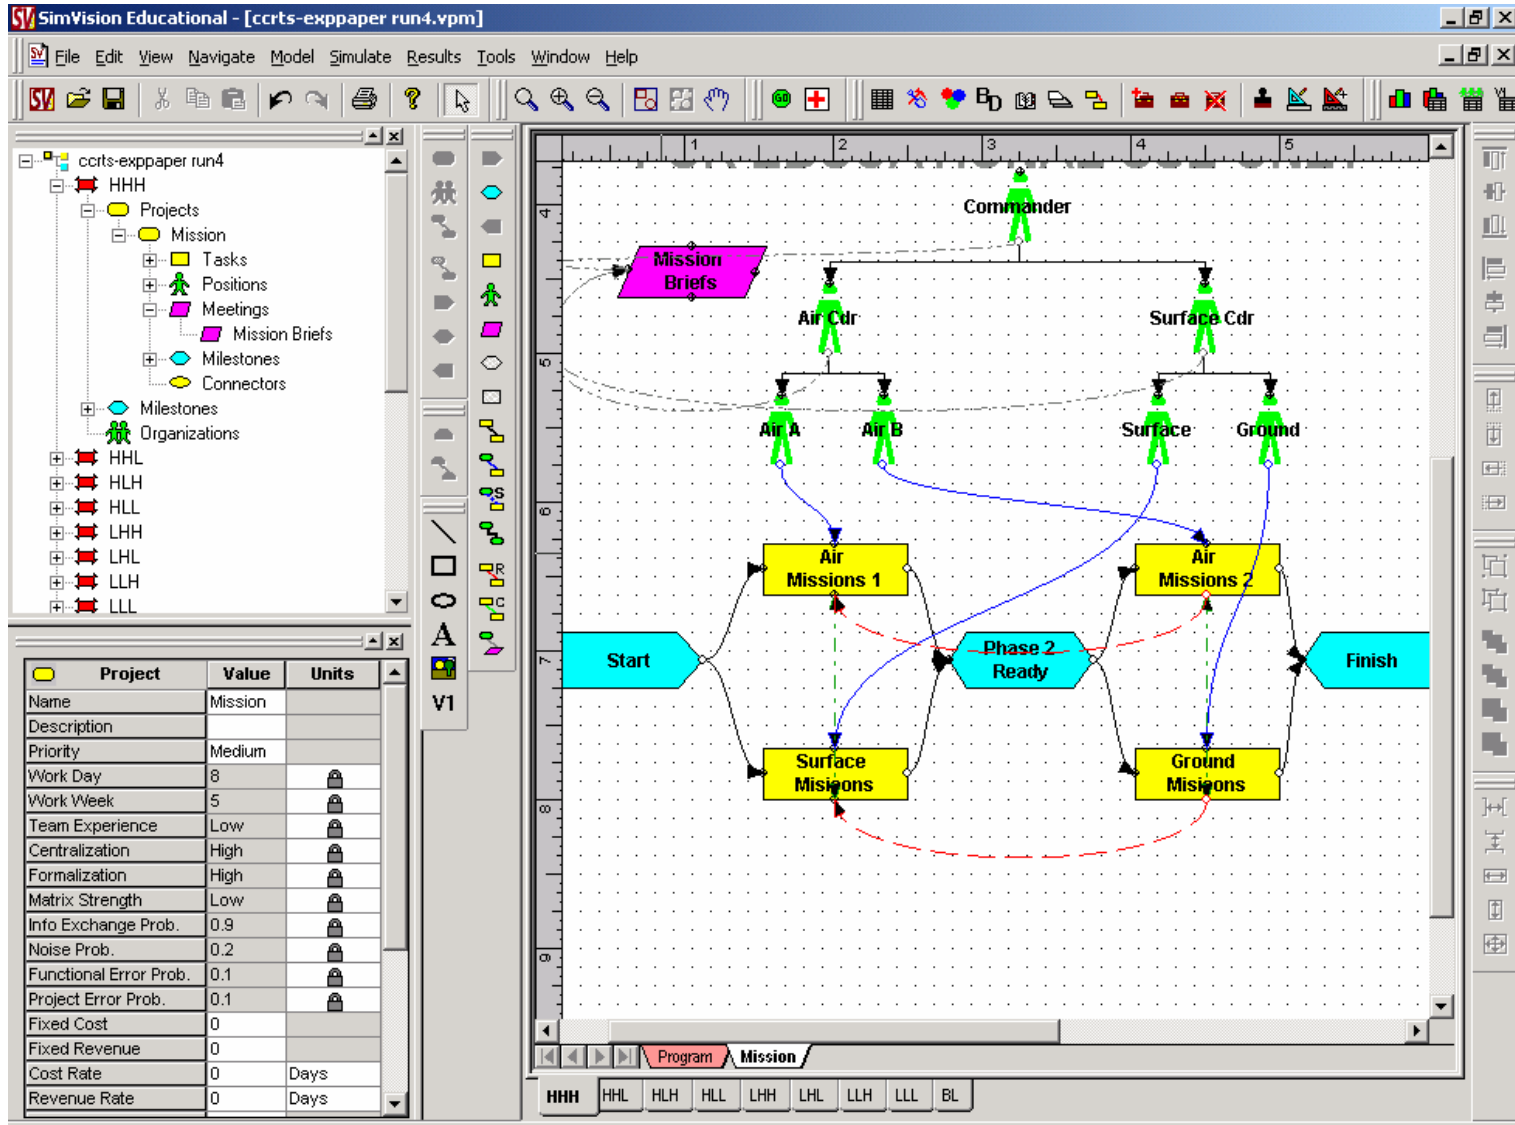 SimVision Educational - [ccrts-exppaper run4.vpm]
File Edit View Navigate Model Simulate Results Tools Window Help
ccrts-exppaper run4
HHH
Projects
Mission
Tasks
Positions
Meetings
Mission Briefs
Milestones
Connectors
Milestones
Organizations
HHL
HLH
HLL
LHH
LHL
LLH
LLL
Project Value Units
Name Mission
Description
Priority Medium
Work Day 8
Work Week 5
Team Experience Low
Centralization High
Formalization High
Matrix Strength Low
Info Exchange Prob. 0.9
Noise Prob. 0.2
Functional Error Prob. 0.1
Project Error Prob. 0.1
Fixed Cost 0
Fixed Revenue 0
Cost Rate 0 Days
Revenue Rate 0 Days
S
R
C
A
V1
1 2 3 4 5
4
5
6
7
8
9
Commander
Mission
Briefs
Air Cdr
Surface Cdr
Air A
Air B
Surface
Ground
Air
Missions 1
Air
Missions 2
Start
Phase 2
Ready
Finish
Surface
Misipons
Ground
Misipons
Program Mission
HHH HHL HLH HLL LHH LHL LLH LLL BL